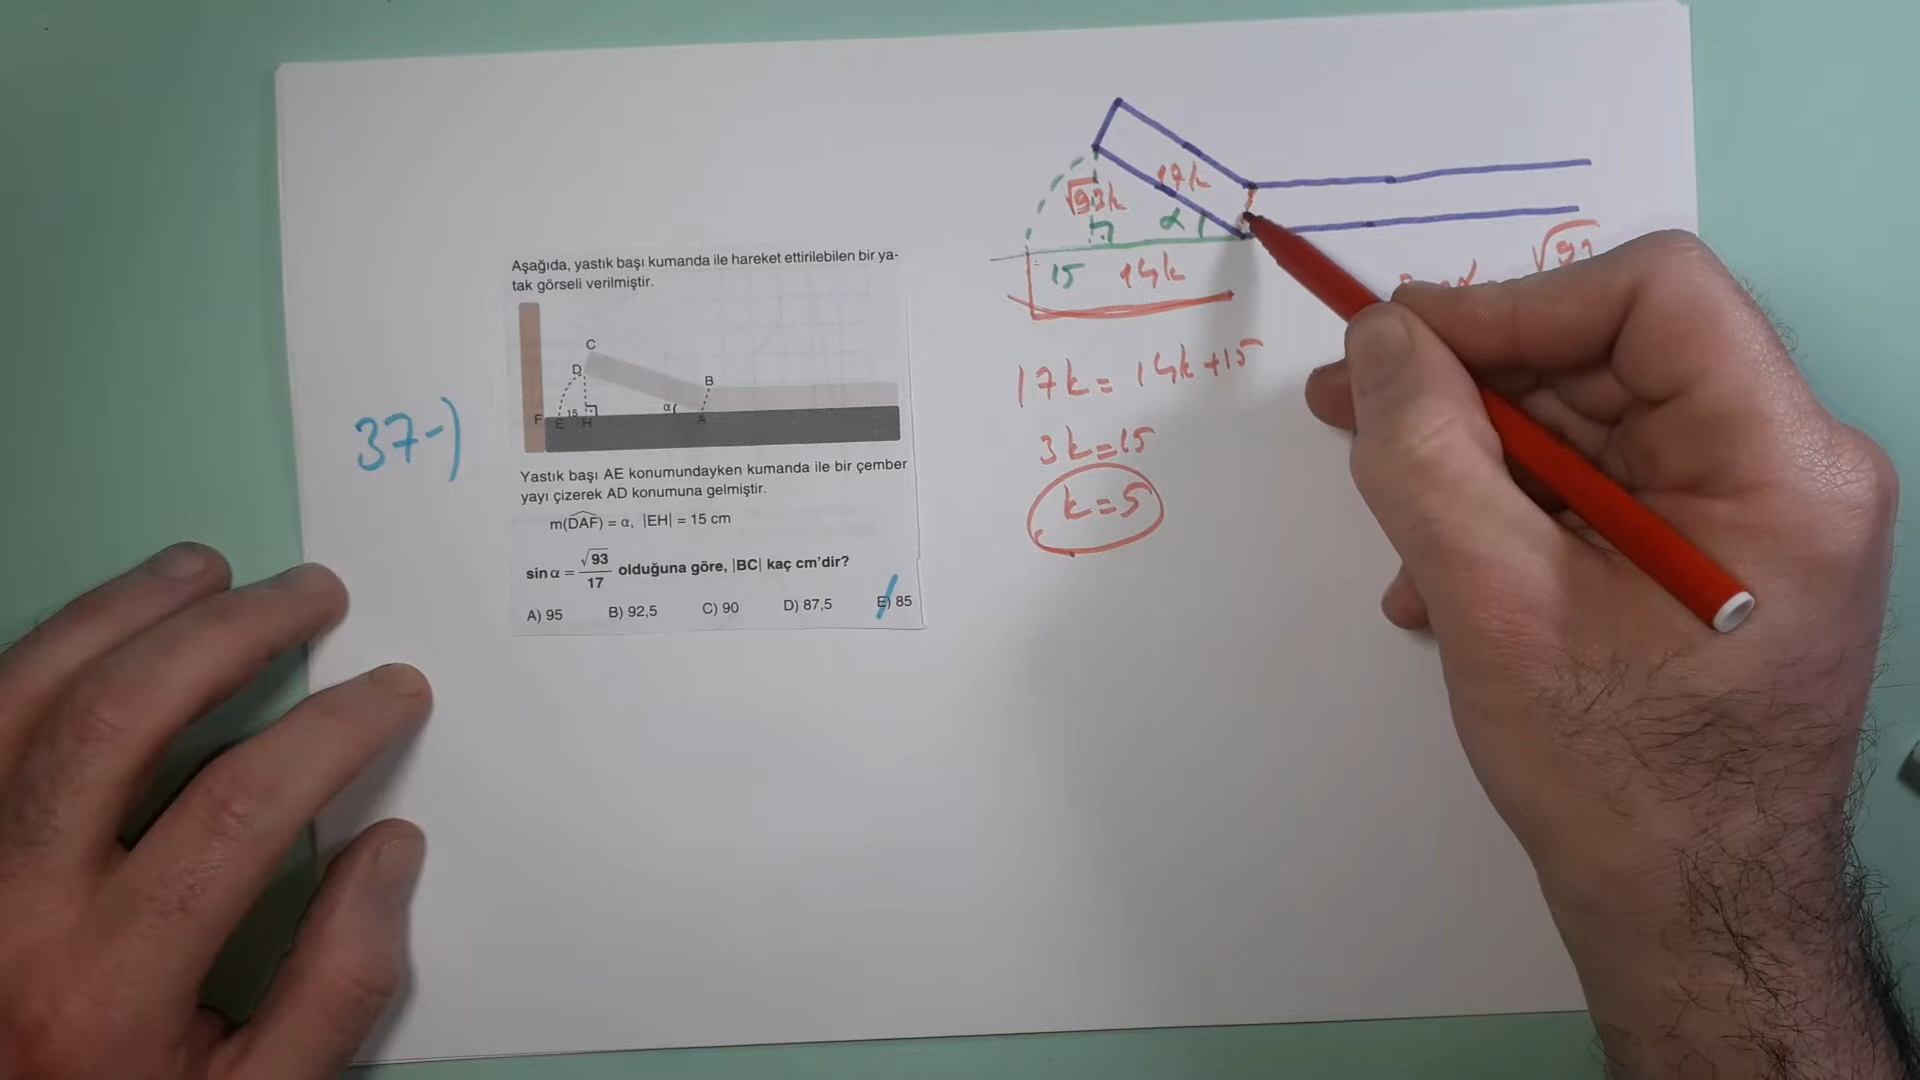 37-)
Aşağıda, yastık başı kumanda ile hareket ettirilebilen bir ya-
tak görseli verilmiştir.
C
D
B
F
E
15
H
α
A
Yastık başı AE konumundayken kumanda ile bir çember
yayı çizerek AD konumuna gelmiştir.
m(DAF) = α, |EH| = 15 cm
sin α = √93/17 olduğuna göre, |BC| kaç cm'dir?
A) 95 B) 92,5 C) 90 D) 87,5 E) 85
17k
√93k
α
15 14k
17k = 14k+15
3k=15
k=5